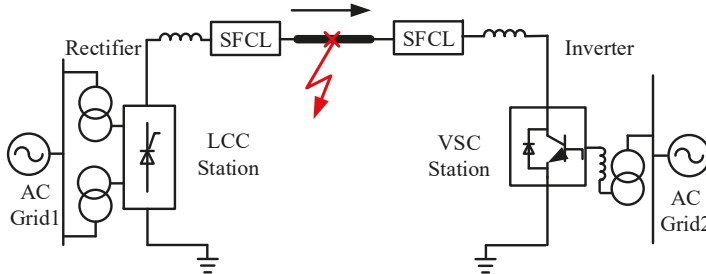 Rectifier
SFCL
SFCL
Inverter
LCC
Station
VSC
Station
AC
Grid1
AC
Grid2